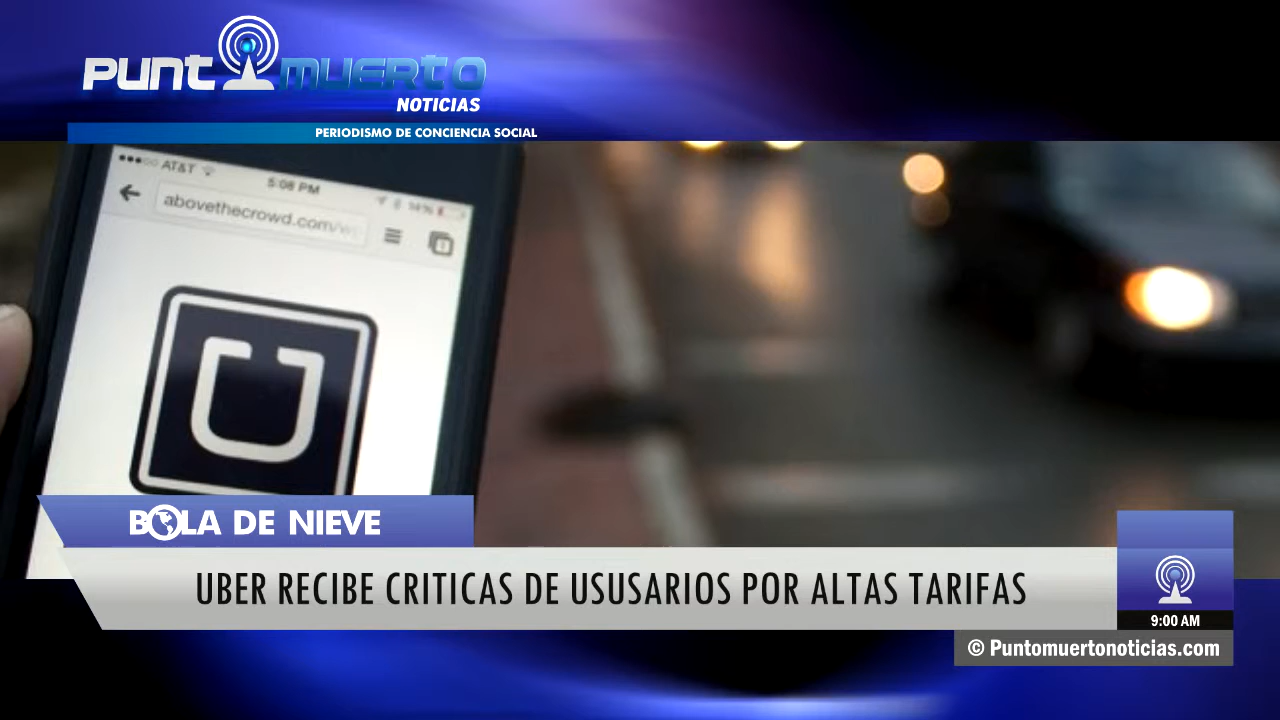 PUNTO MUERTO
NOTICIAS
PERIODISMO DE CONCIENCIA SOCIAL
AT&T
5:08 PM
14%
abovethecrowd.com/w
BOLA DE NIEVE
UBER RECIBE CRITICAS DE USUSARIOS POR ALTAS TARIFAS
9:00 AM
© Puntomuertonoticias.com